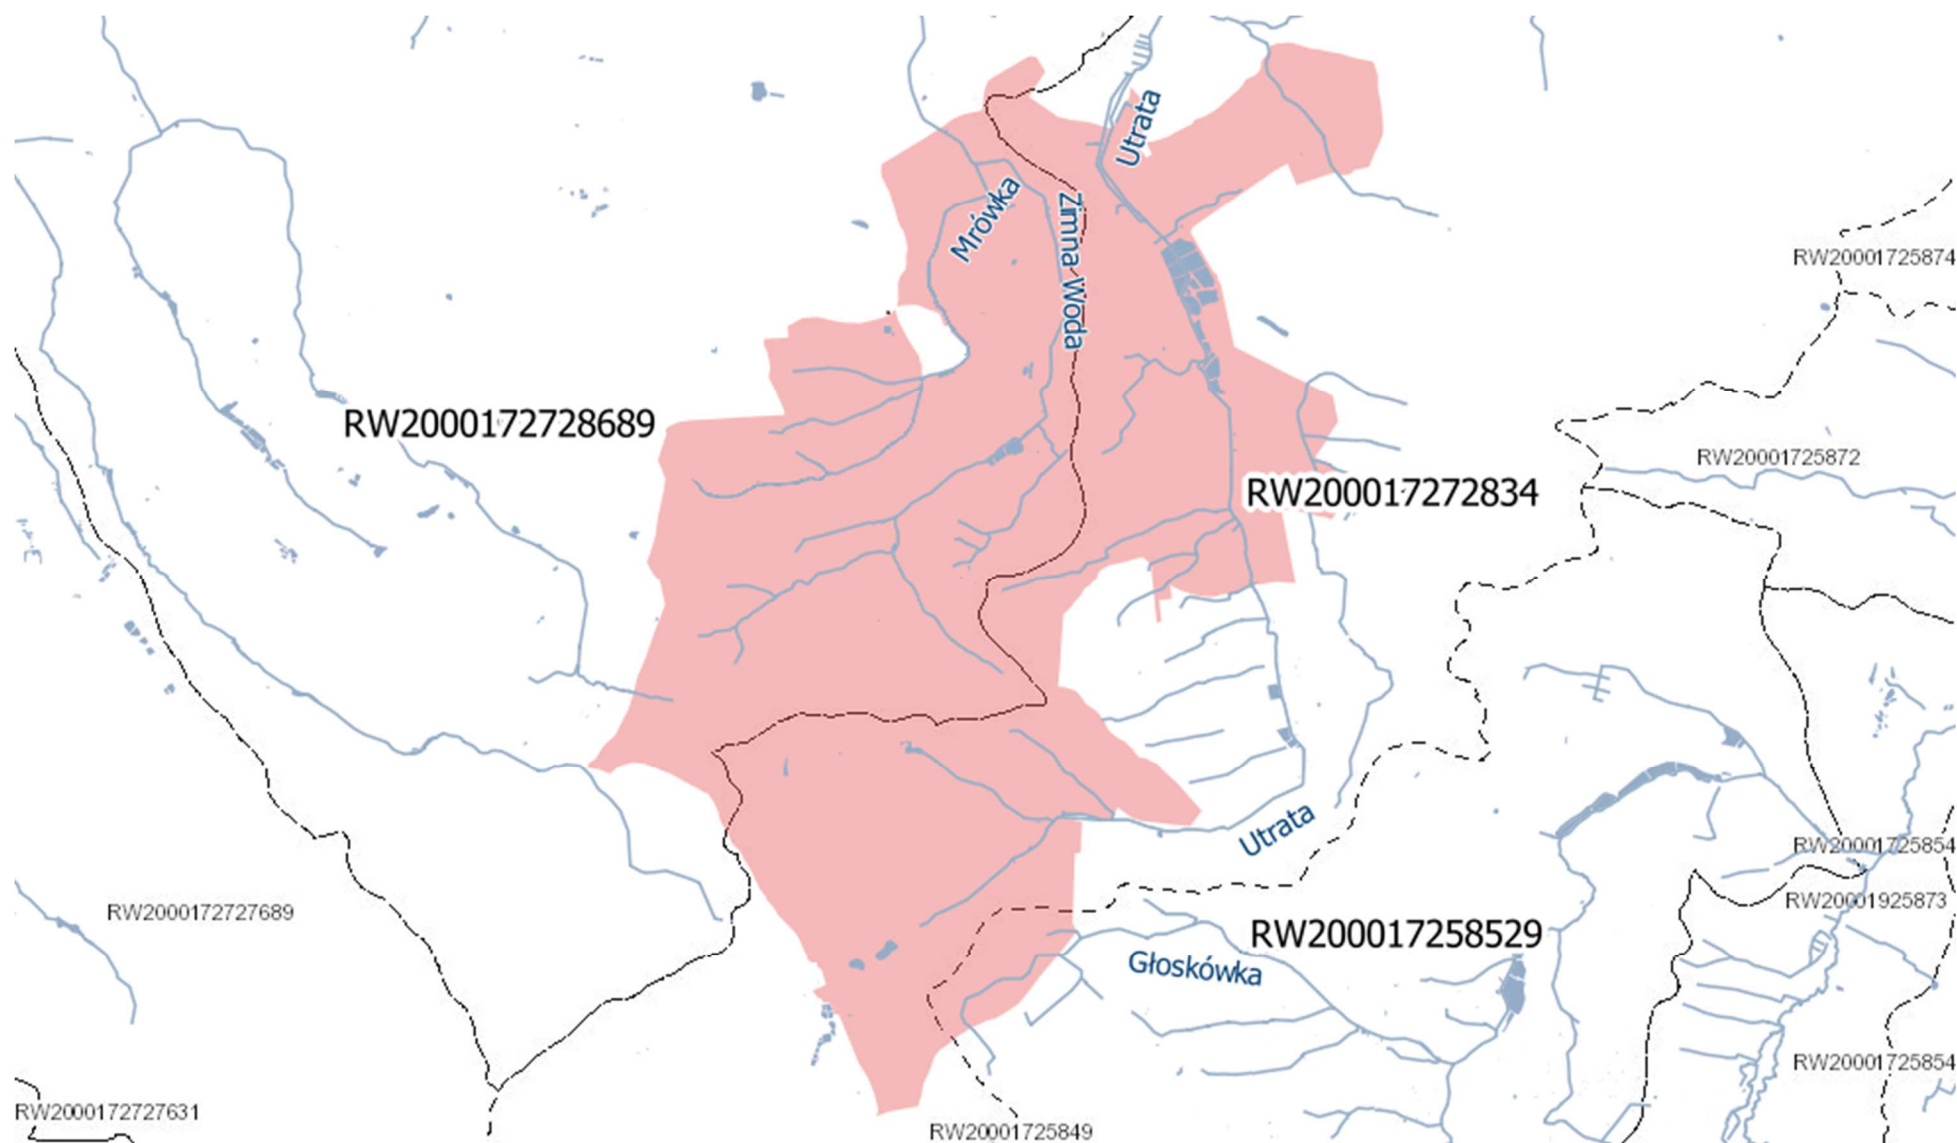 Utrata
Mrówka
Zimna Woda
RW20001725874
RW2000172728689
RW20001725872
RW200017272834
Utrata
RW20001725854
RW20001925873
RW2000172727689
RW200017258529
Głoskówka
RW20001725854
RW2000172727631
RW20001725849